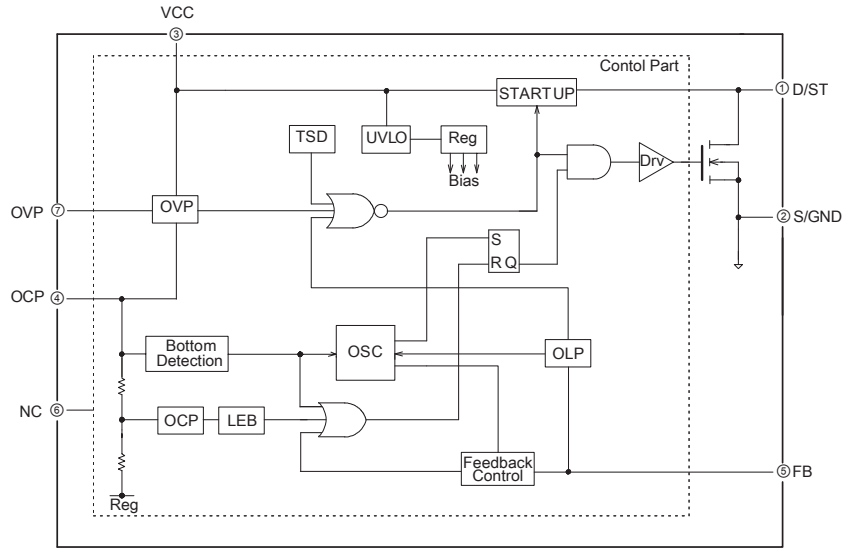 VCC
③
Contol Part
① D/ST
START UP
TSD
UVLO
Reg
Bias
Drv
OVP ⑦
OVP
② S/GND
S
R Q
OCP ④
Bottom
Detection
OSC
OLP
NC ⑥
OCP
LEB
Feedback
Control
⑤ FB
Reg